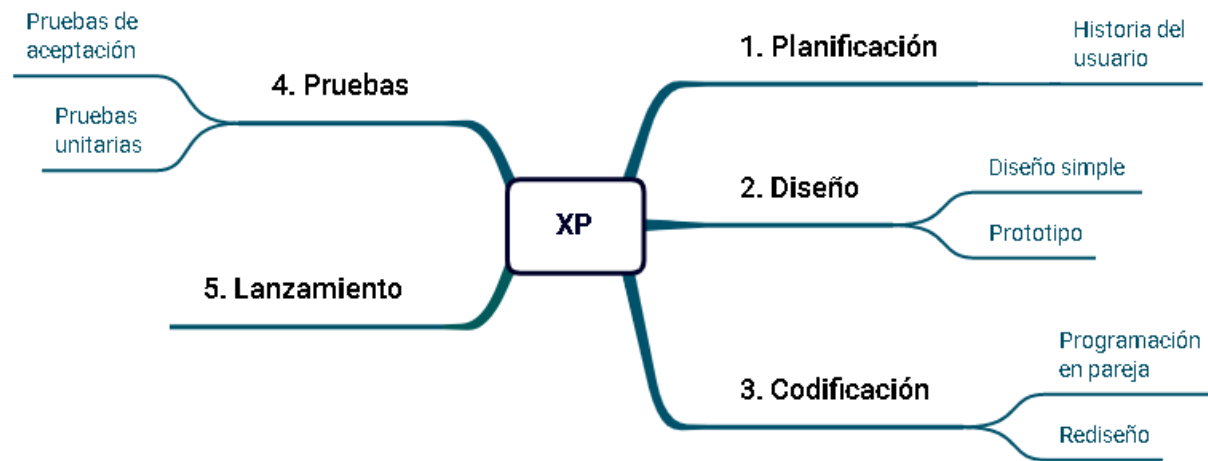 XP
1. Planificación
Historia del
usuario
2. Diseño
Diseño simple
Prototipo
3. Codificación
Programación
en pareja
Rediseño
4. Pruebas
Pruebas de
aceptación
Pruebas
unitarias
5. Lanzamiento